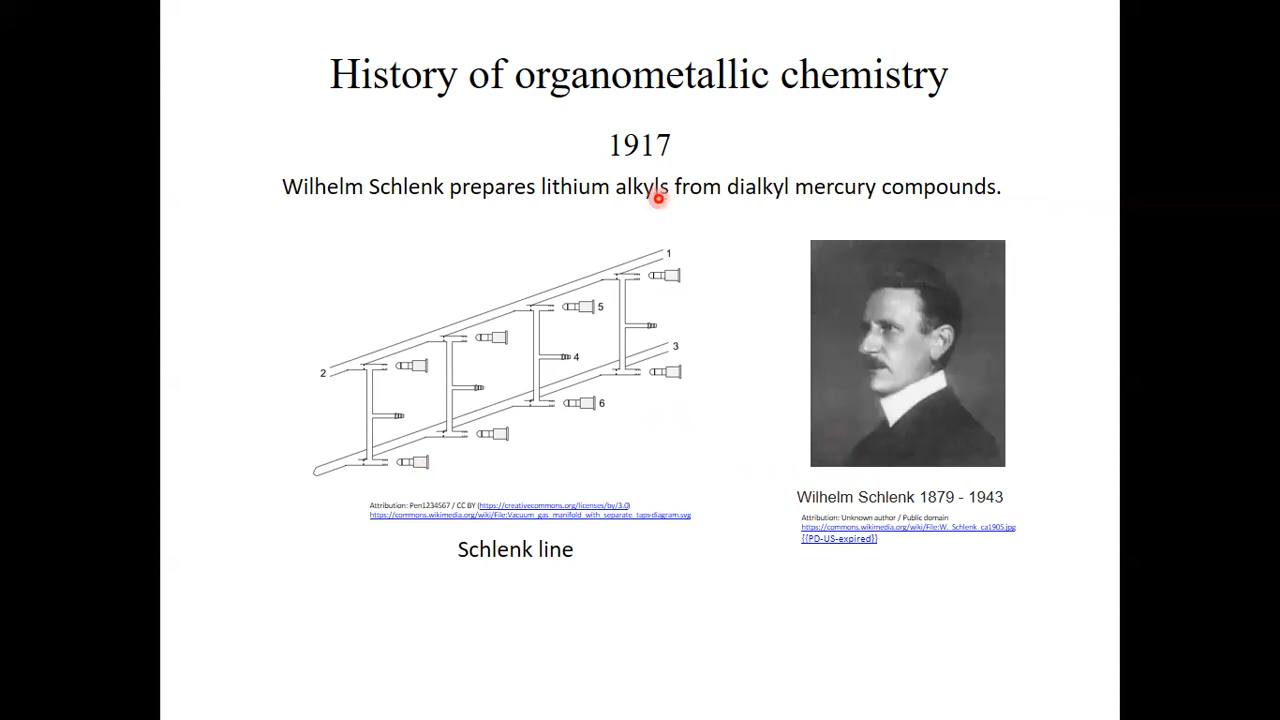 History of organometallic chemistry
1917
Wilhelm Schlenk prepares lithium alkyls from dialkyl mercury compounds.
1
5
3
4
2
6
Attribution: Pen1234567 / CC BY (https://creativecommons.org/licenses/by/3.0)
https://commons.wikimedia.org/wiki/File:Vacuum_gas_manifold_with_separate_taps-diagram.svg
Schlenk line
Wilhelm Schlenk 1879 - 1943
Attribution: Unknown author / Public domain
https://commons.wikimedia.org/wiki/File:W._Schlenk_ca1905.jpg
{{PD-US-expired}}